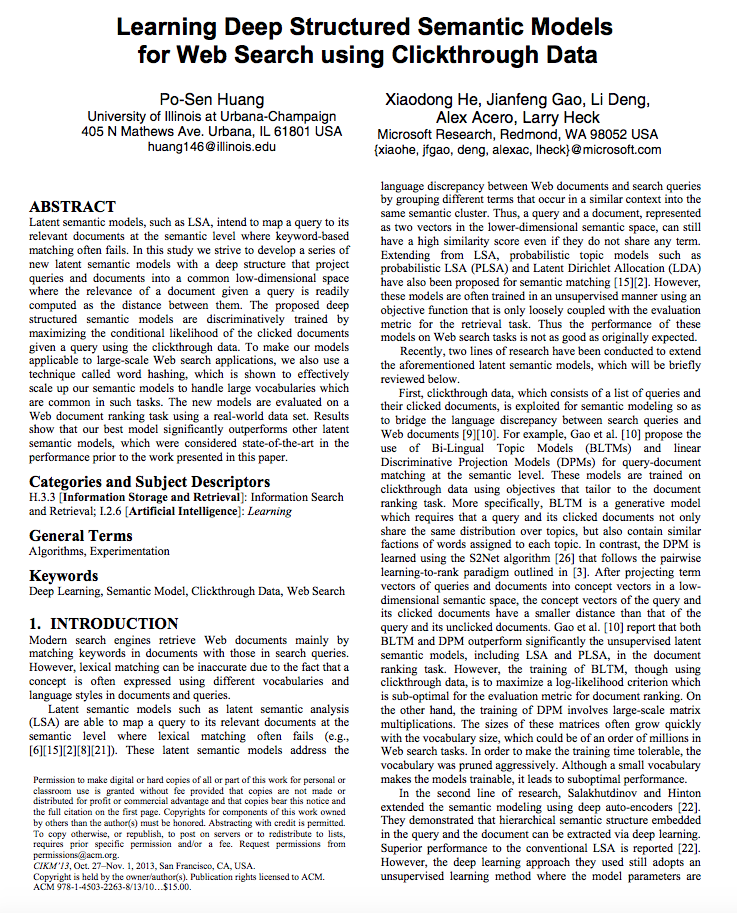 Learning Deep Structured Semantic Models
for Web Search using Clickthrough Data
Po-Sen Huang
University of Illinois at Urbana-Champaign
405 N Mathews Ave. Urbana, IL 61801 USA
huang146@illinois.edu
Xiaodong He, Jianfeng Gao, Li Deng,
Alex Acero, Larry Heck
Microsoft Research, Redmond, WA 98052 USA
{xiaohe, jfgao, deng, alexac, lheck}@microsoft.com
ABSTRACT
Latent semantic models, such as LSA, intend to map a query to its
relevant documents at the semantic level where keyword-based
matching often fails. In this study we strive to develop a series of
new latent semantic models with a deep structure that project
queries and documents into a common low-dimensional space
where the relevance of a document given a query is readily
computed as the distance between them. The proposed deep
structured semantic models are discriminatively trained by
maximizing the conditional likelihood of the clicked documents
given a query using the clickthrough data. To make our models
applicable to large-scale Web search applications, we also use a
technique called word hashing, which is shown to effectively
scale up our semantic models to handle large vocabularies which
are common in such tasks. The new models are evaluated on a
Web document ranking task using a real-world data set. Results
show that our best model significantly outperforms other latent
semantic models, which were considered state-of-the-art in the
performance prior to the work presented in this paper.
Categories and Subject Descriptors
H.3.3 [Information Storage and Retrieval]: Information Search
and Retrieval; I.2.6 [Artificial Intelligence]: Learning
General Terms
Algorithms, Experimentation
Keywords
Deep Learning, Semantic Model, Clickthrough Data, Web Search
1. INTRODUCTION
Modern search engines retrieve Web documents mainly by
matching keywords in documents with those in search queries.
However, lexical matching can be inaccurate due to the fact that a
concept is often expressed using different vocabularies and
language styles in documents and queries.
Latent semantic models such as latent semantic analysis
(LSA) are able to map a query to its relevant documents at the
semantic level where lexical matching often fails (e.g.,
[6][15][2][8][21]). These latent semantic models address the
Permission to make digital or hard copies of all or part of this work for personal or
classroom use is granted without fee provided that copies are not made or
distributed for profit or commercial advantage and that copies bear this notice and
the full citation on the first page. Copyrights for components of this work owned
by others than the author(s) must be honored. Abstracting with credit is permitted.
To copy otherwise, or republish, to post on servers or to redistribute to lists,
requires prior specific permission and/or a fee. Request permissions from
permissions@acm.org.
CIKM'13, Oct. 27–Nov. 1, 2013, San Francisco, CA, USA.
Copyright is held by the owner/author(s). Publication rights licensed to ACM.
ACM 978-1-4503-2263-8/13/10…$15.00.
language discrepancy between Web documents and search queries
by grouping different terms that occur in a similar context into the
same semantic cluster. Thus, a query and a document, represented
as two vectors in the lower-dimensional semantic space, can still
have a high similarity score even if they do not share any term.
Extending from LSA, probabilistic topic models such as
probabilistic LSA (PLSA) and Latent Dirichlet Allocation (LDA)
have also been proposed for semantic matching [15][2]. However,
these models are often trained in an unsupervised manner using an
objective function that is only loosely coupled with the evaluation
metric for the retrieval task. Thus the performance of these
models on Web search tasks is not as good as originally expected.
Recently, two lines of research have been conducted to extend
the aforementioned latent semantic models, which will be briefly
reviewed below.
First, clickthrough data, which consists of a list of queries and
their clicked documents, is exploited for semantic modeling so as
to bridge the language discrepancy between search queries and
Web documents [9][10]. For example, Gao et al. [10] propose the
use of Bi-Lingual Topic Models (BLTMs) and linear
Discriminative Projection Models (DPMs) for query-document
matching at the semantic level. These models are trained on
clickthrough data using objectives that tailor to the document
ranking task. More specifically, BLTM is a generative model
which requires that a query and its clicked documents not only
share the same distribution over topics, but also contain similar
factions of words assigned to each topic. In contrast, the DPM is
learned using the S2Net algorithm [26] that follows the pairwise
learning-to-rank paradigm outlined in [3]. After projecting term
vectors of queries and documents into concept vectors in a low-
dimensional semantic space, the concept vectors of the query and
its clicked documents have a smaller distance than that of the
query and its unclicked documents. Gao et al. [10] report that both
BLTM and DPM outperform significantly the unsupervised latent
semantic models, including LSA and PLSA, in the document
ranking task. However, the training of BLTM, though using
clickthrough data, is to maximize a log-likelihood criterion which
is sub-optimal for the evaluation metric for document ranking. On
the other hand, the training of DPM involves large-scale matrix
multiplications. The sizes of these matrices often grow quickly
with the vocabulary size, which could be of an order of millions in
Web search tasks. In order to make the training time tolerable, the
vocabulary was pruned aggressively. Although a small vocabulary
makes the models trainable, it leads to suboptimal performance.
In the second line of research, Salakhutdinov and Hinton
extended the semantic modeling using deep auto-encoders [22].
They demonstrated that hierarchical semantic structure embedded
in the query and the document can be extracted via deep learning.
Superior performance to the conventional LSA is reported [22].
However, the deep learning approach they used still adopts an
unsupervised learning method where the model parameters are